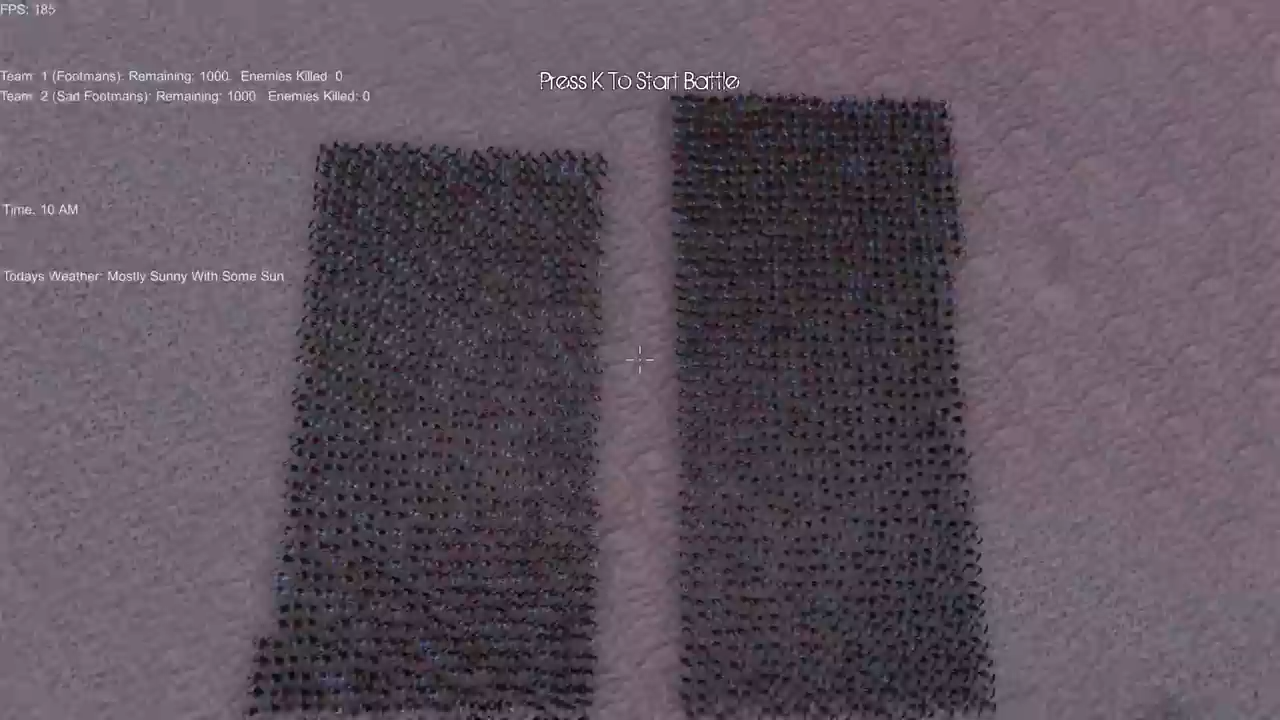 FPS: 185
Team: 1 (Footmans): Remaining: 1000. Enemies Killed: 0
Press K To Start Battle
Team: 2 (Sad Footmans): Remaining: 1000 Enemies Killed: 0
Time: 10 AM
Todays Weather: Mostly Sunny With Some Sun